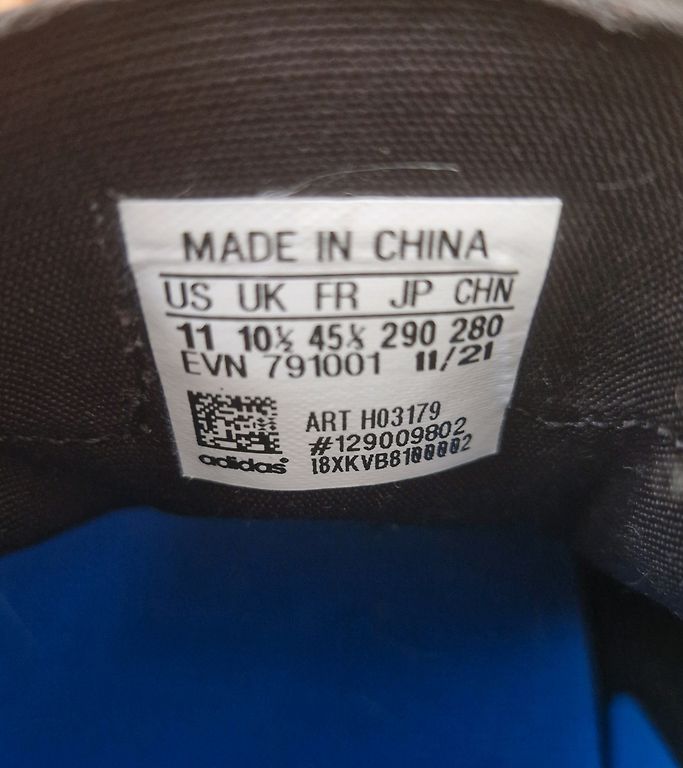 MADE IN CHINA
US UK FR JP CHN
11 10½ 45⅓ 290 280
EVN 791001 11/21
ART H03179
#129009802
adidas®
I8XKVB8100002